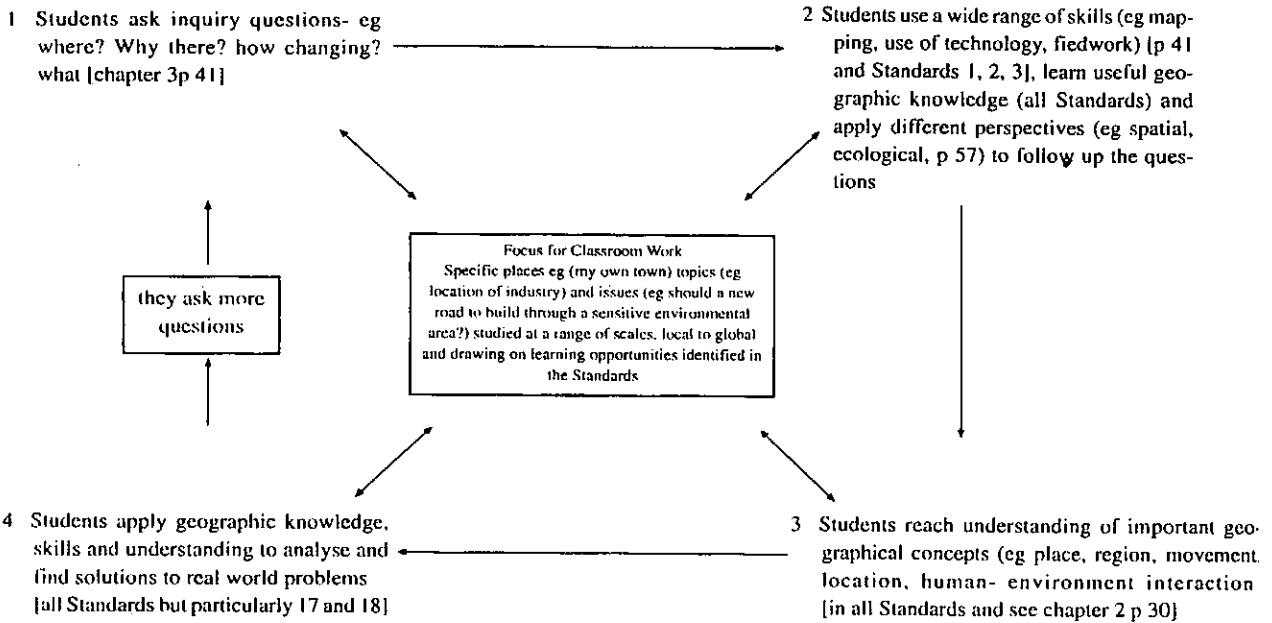 1 Students ask inquiry questions- eg
where? Why there? how changing?
what [chapter 3p 41]
2 Students use a wide range of skills (eg map-
ping, use of technology, fiedwork) [p 41
and Standards 1, 2, 3], learn useful geo-
graphic knowledge (all Standards) and
apply different perspectives (eg spatial,
ecological, p 57) to follow up the ques-
tions
they ask more
questions
Focus for Classroom Work
Specific places eg (my own town) topics (eg
location of industry) and issues (eg should a new
road to build through a sensitive environmental
area?) studied at a range of scales. local to global
and drawing on learning opportunities identified in
the Standards
4 Students apply geographic knowledge,
skills and understanding to analyse and
find solutions to real world problems
[all Standards but particularly 17 and 18]
3 Students reach understanding of important geo-
graphical concepts (eg place, region, movement.
location, human- environment interaction
[in all Standards and see chapter 2 p 30]